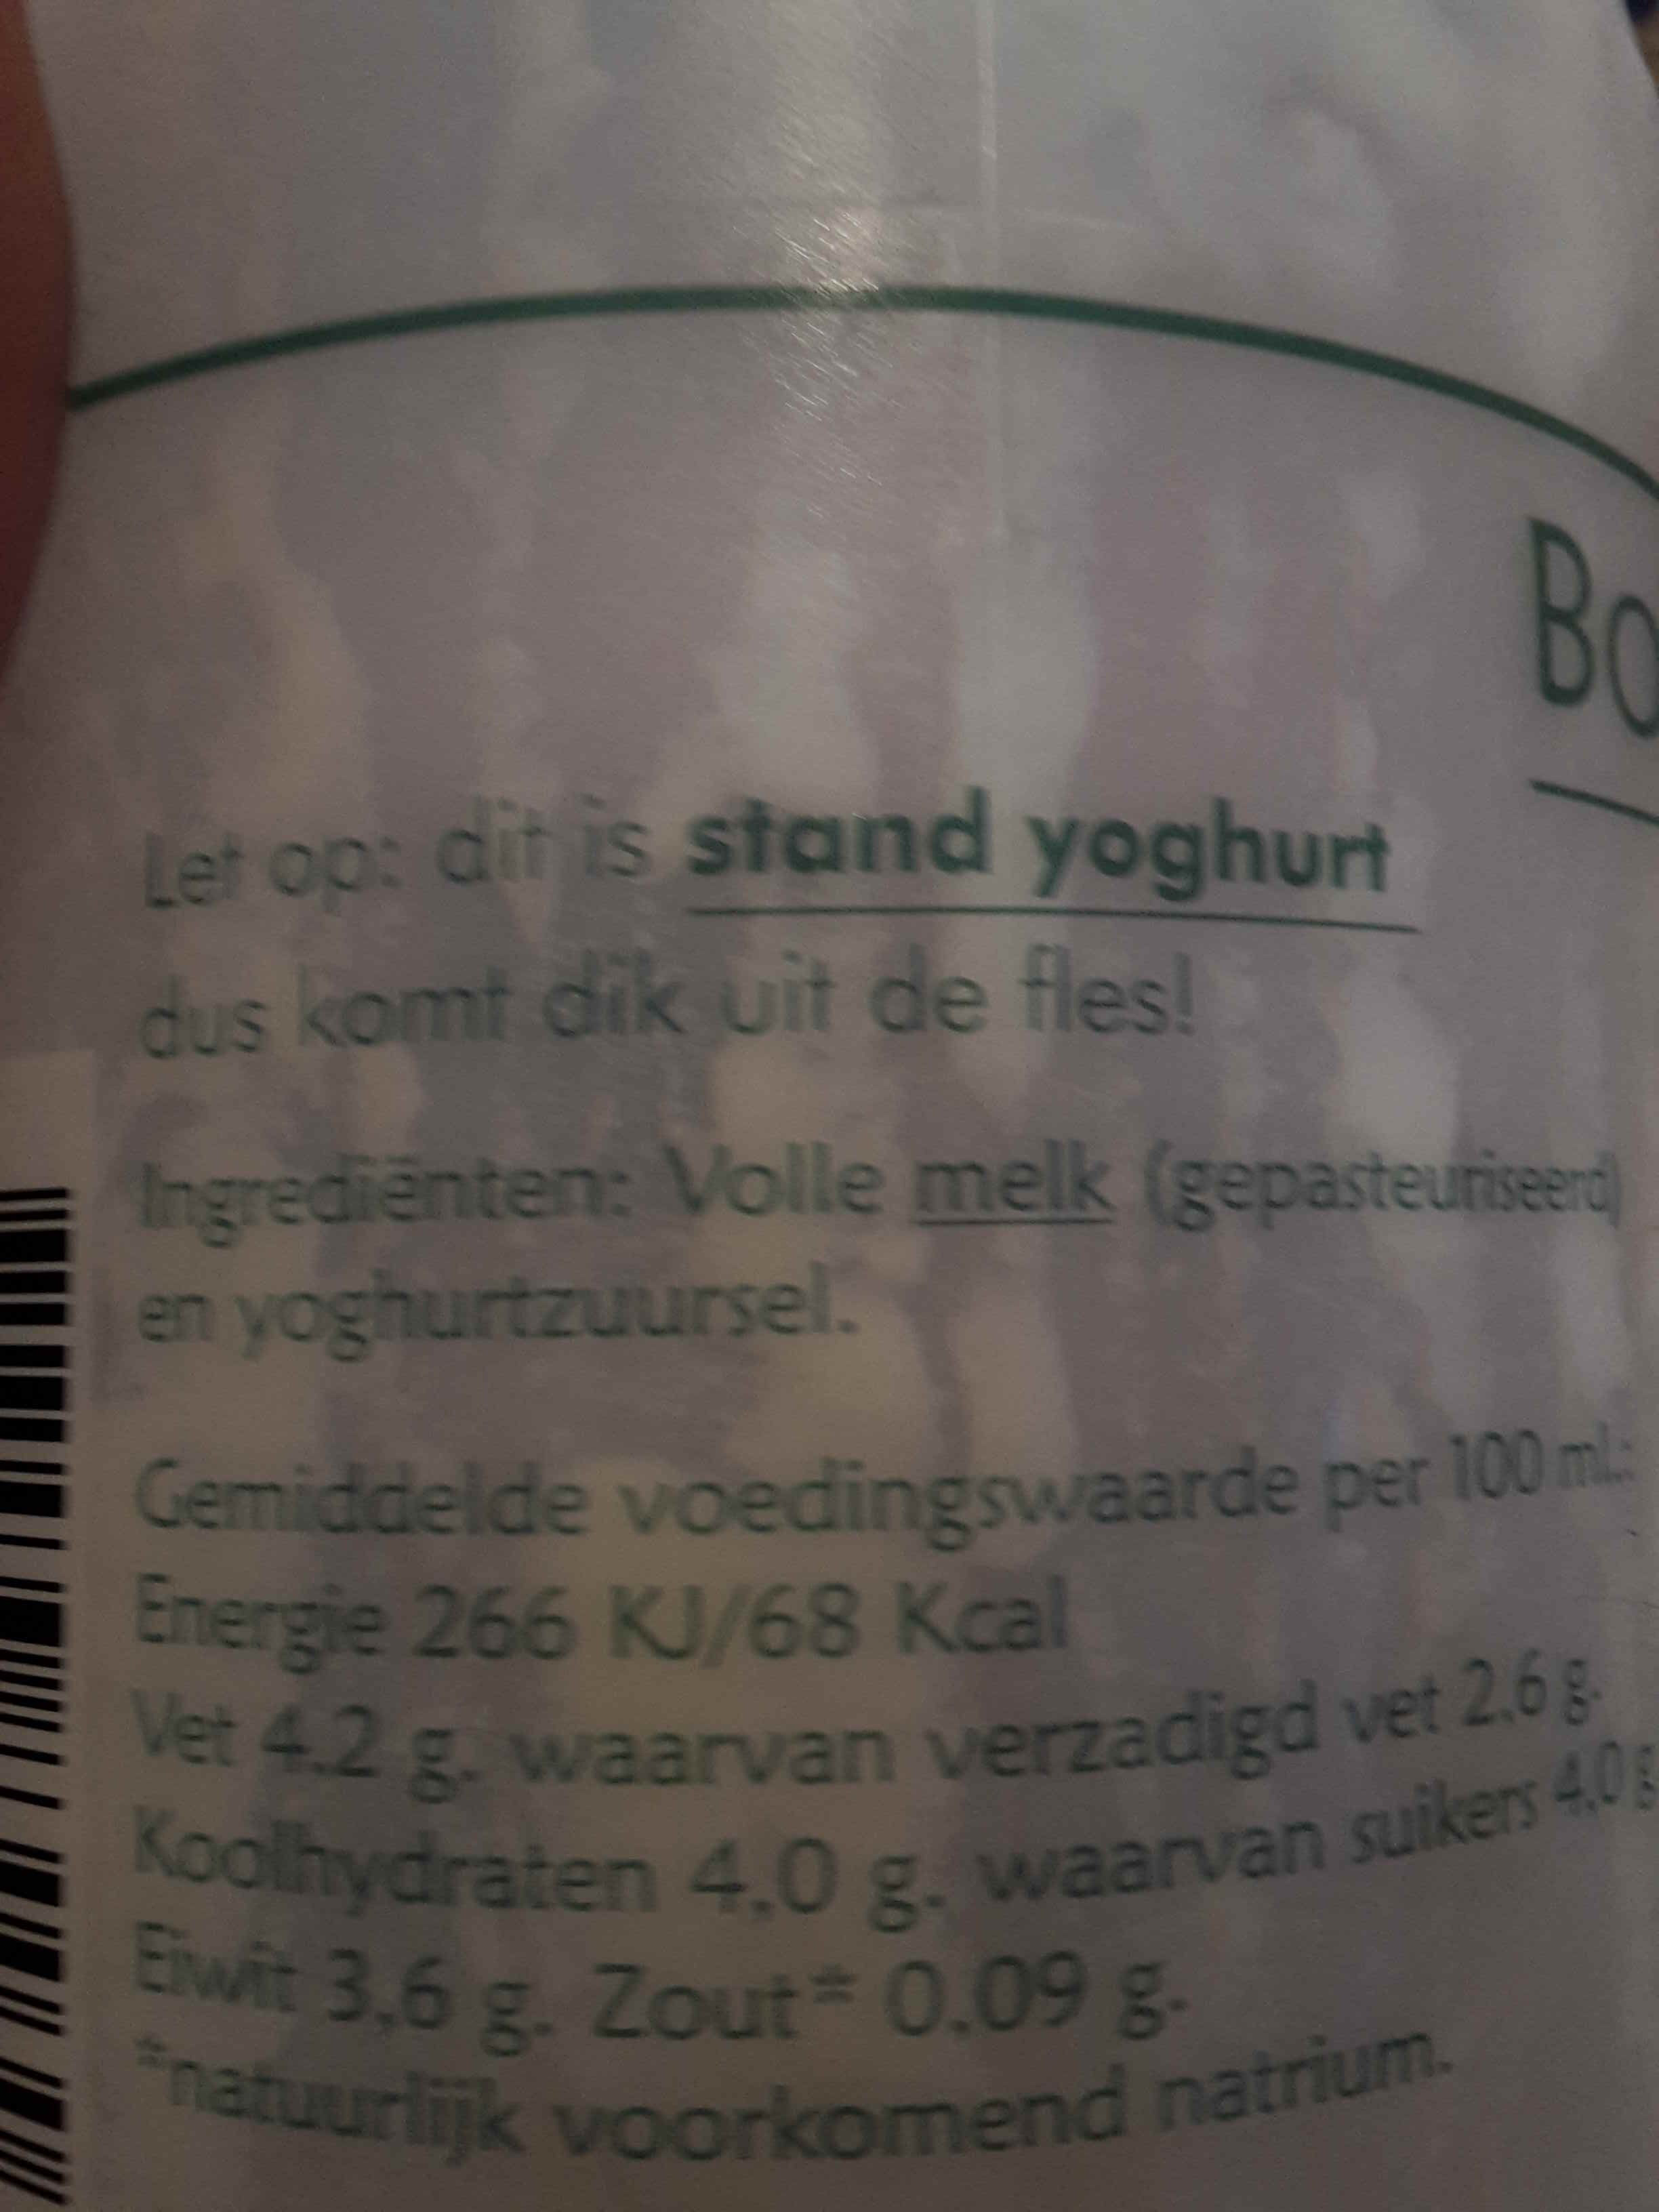 Bo
Let op: dit is stand yoghurt
dus komt dik uit de fles!
Ingrediënten: Volle melk (gepasteuriseerd)
en yoghurtzuursel.
Gemiddelde voedingswaarde per 100 ml.:
Energie 266 KJ/68 Kcal
Vet 4,2 g. waarvan verzadigd vet 2,6 g.
Koolhydraten 4,0 g. waarvan suikers 4,0 g.
Eiwit 3,6 g. Zout* 0,09 g.
*natuurlijk voorkomend natrium.